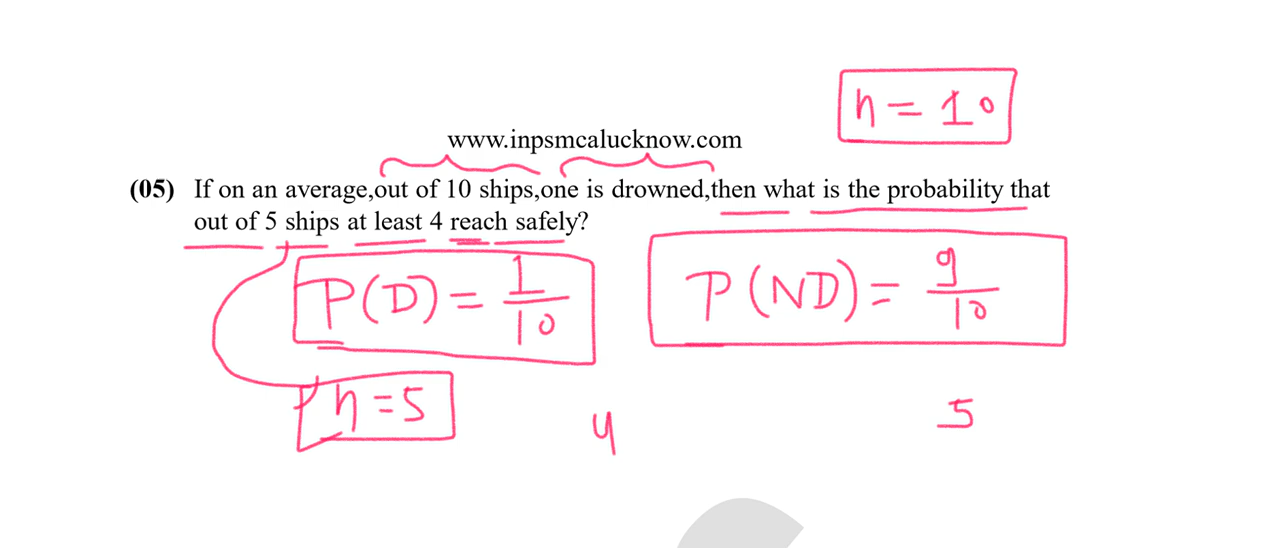 n = 10
www.inpsmcalucknow.com
(05) If on an average,out of 10 ships,one is drowned,then what is the probability that
out of 5 ships at least 4 reach safely?
P(D) = 1/10
P(ND) = 9/10
n = 5
4
5